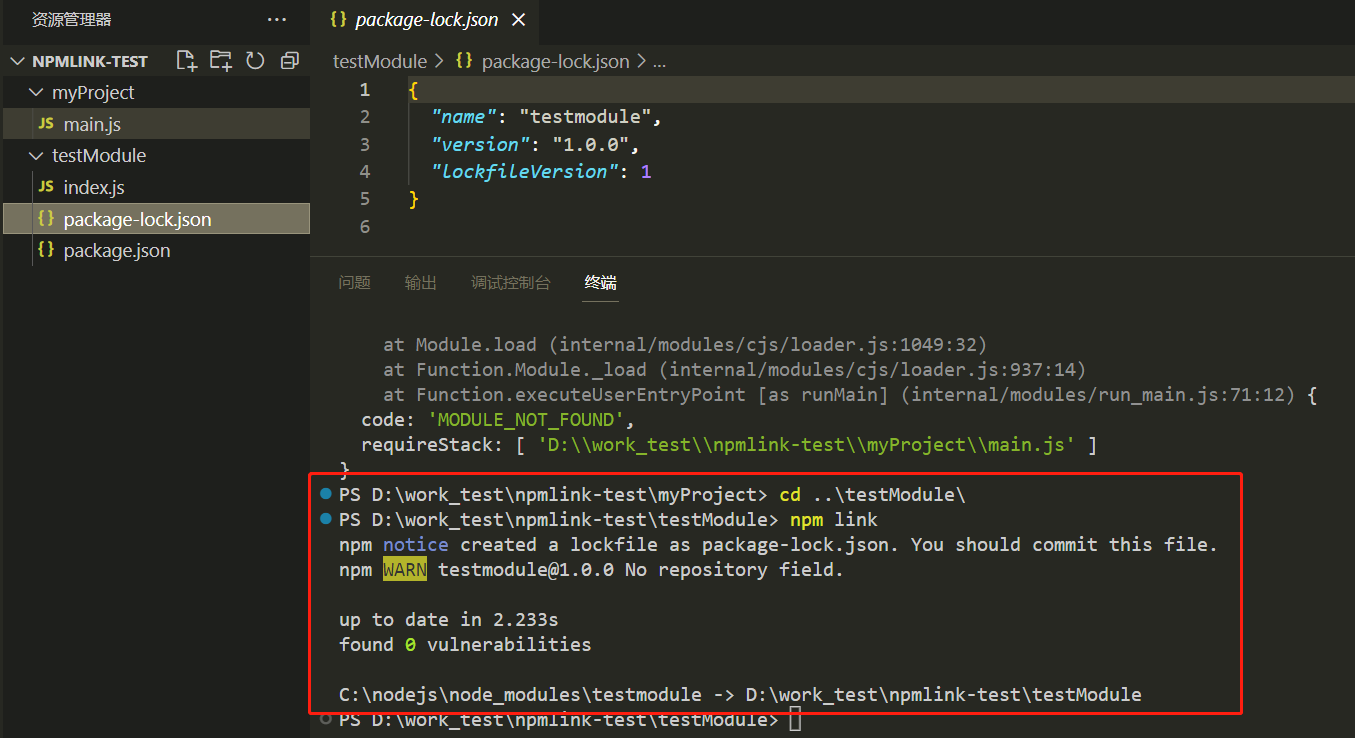 资源管理器 ···
NPMLINK-TEST
myProject
JS main.js
testModule
JS index.js
{} package-lock.json
{} package.json
{} package-lock.json ×
testModule > {} package-lock.json > ...
1 {
2 "name": "testmodule",
3 "version": "1.0.0",
4 "lockfileVersion": 1
5 }
6
问题 输出 调试控制台 终端
at Module.load (internal/modules/cjs/loader.js:1049:32)
at Function.Module._load (internal/modules/cjs/loader.js:937:14)
at Function.executeUserEntryPoint [as runMain] (internal/modules/run_main.js:71:12) {
code: 'MODULE_NOT_FOUND',
requireStack: [ 'D:\\work_test\\npmlink-test\\myProject\\main.js' ]
}
PS D:\work_test\npmlink-test\myProject> cd ..\testModule\
PS D:\work_test\npmlink-test\testModule> npm link
npm notice created a lockfile as package-lock.json. You should commit this file.
npm WARN testmodule@1.0.0 No repository field.
up to date in 2.233s
found 0 vulnerabilities
C:\nodejs\node_modules\testmodule -> D:\work_test\npmlink-test\testModule
PS D:\work_test\npmlink-test\testModule>